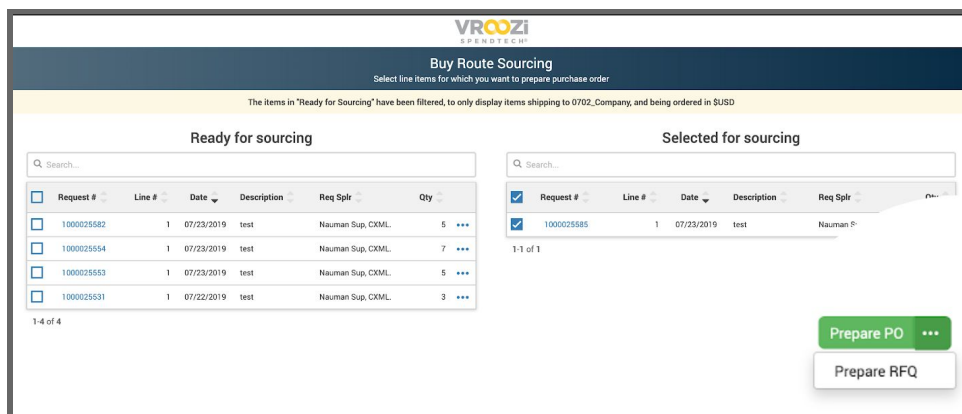 VROOZI
SPENDTECH®
Buy Route Sourcing
Select line items for which you want to prepare purchase order
The items in "Ready for Sourcing" have been filtered, to only display items shipping to 0702_Company, and being ordered in $USD
Ready for sourcing
Search...
Request # Line # Date Description Req Splr Qty
1000025582 1 07/23/2019 test Nauman Sup, CXML. 5 •••
1000025554 1 07/23/2019 test Nauman Sup, CXML. 7 •••
1000025553 1 07/23/2019 test Nauman Sup, CXML. 5 •••
1000025531 1 07/22/2019 test Nauman Sup, CXML. 3 •••
1-4 of 4
Selected for sourcing
Search...
Request # Line # Date Description Req Splr
1000025585 1 07/23/2019 test Nauman
1-1 of 1
Prepare PO •••
Prepare RFQ